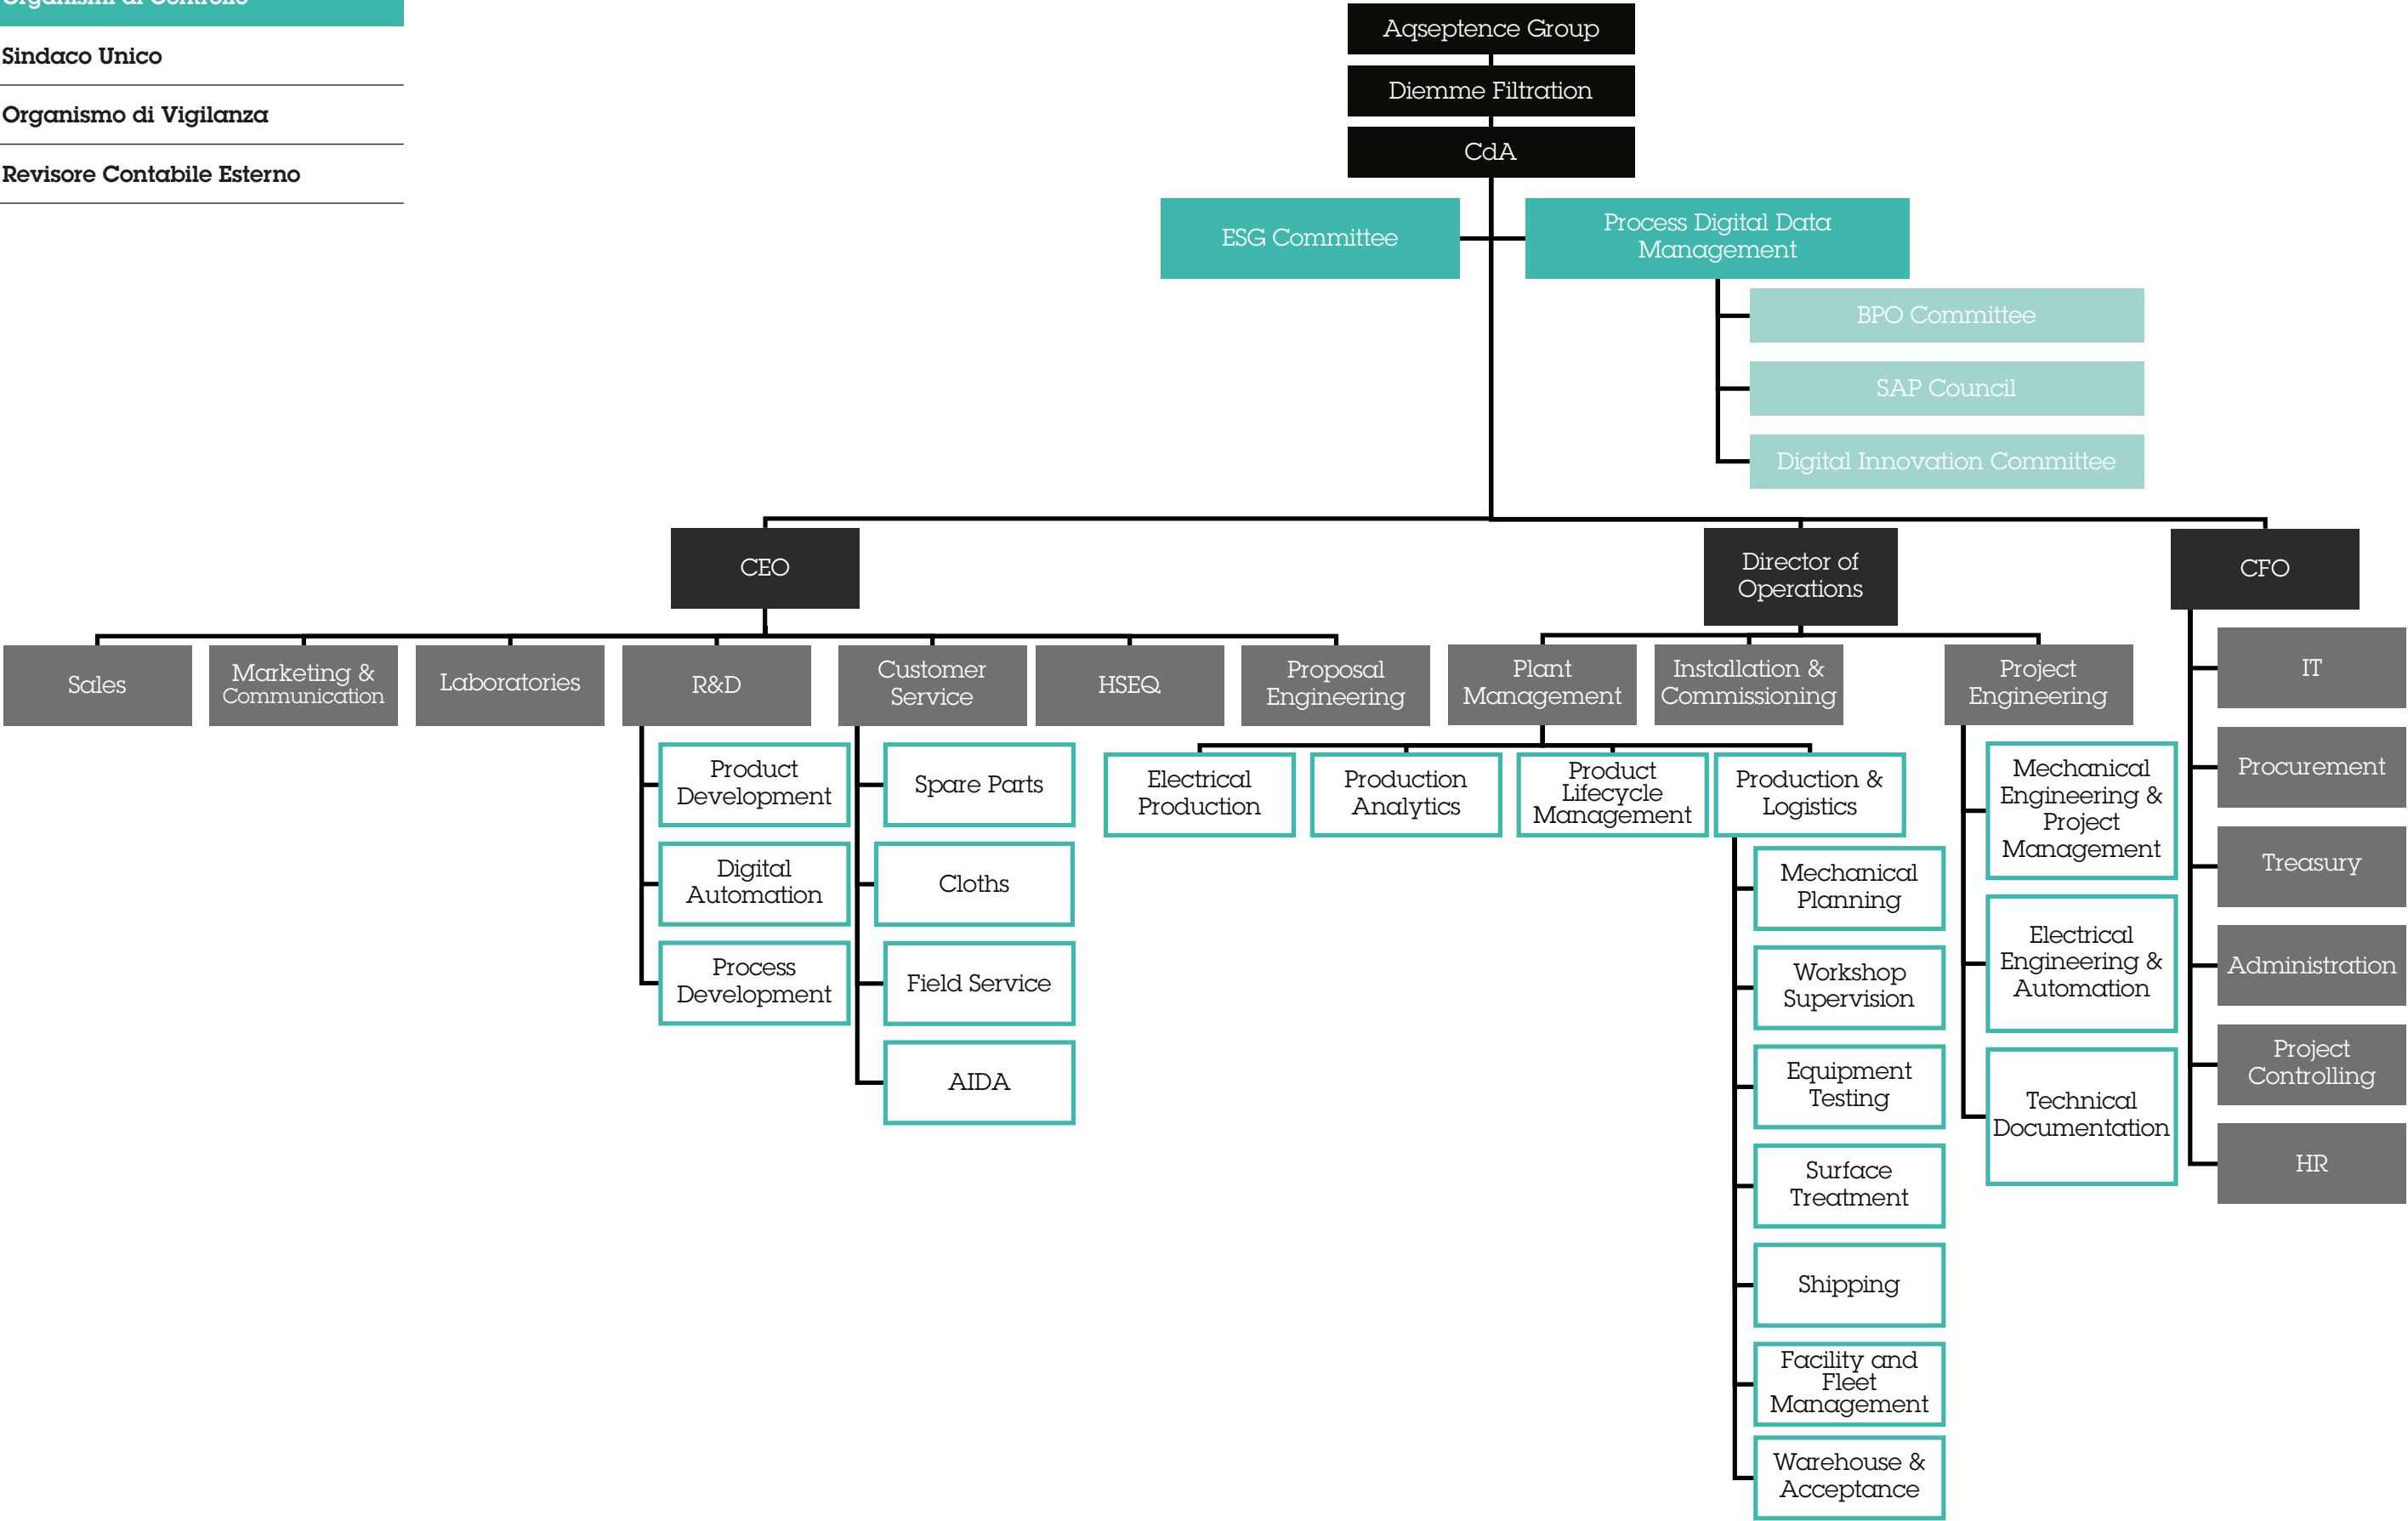 Organismi di Controllo
Sindaco Unico
Organismo di Vigilanza
Revisore Contabile Esterno
Aqseptence Group
Diemme Filtration
CdA
ESG Committee
Process Digital Data
Management
BPO Committee
SAP Council
Digital Innovation Committee
CEO
Director of
Operations
CFO
Sales
Marketing &
Communication
Laboratories
R&D
Customer
Service
HSEQ
Proposal
Engineering
Plant
Management
Installation &
Commissioning
Project
Engineering
IT
Procurement
Treasury
Administration
Project
Controlling
HR
Product
Development
Digital
Automation
Process
Development
Spare Parts
Cloths
Field Service
AIDA
Electrical
Production
Production
Analytics
Product
Lifecycle
Management
Production &
Logistics
Mechanical
Planning
Workshop
Supervision
Equipment
Testing
Surface
Treatment
Shipping
Facility and
Fleet
Management
Warehouse &
Acceptance
Mechanical
Engineering &
Project
Management
Electrical
Engineering &
Automation
Technical
Documentation